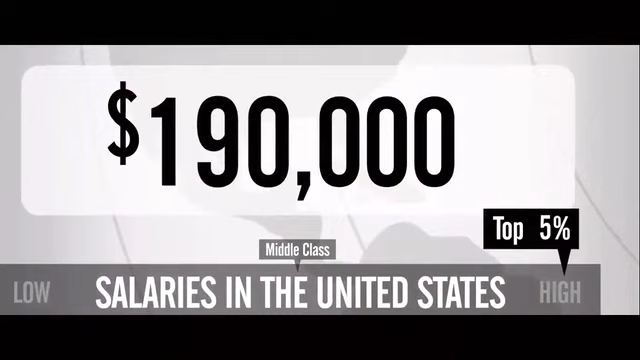 $190,000
Top 5%
Middle Class
LOW SALARIES IN THE UNITED STATES HIGH